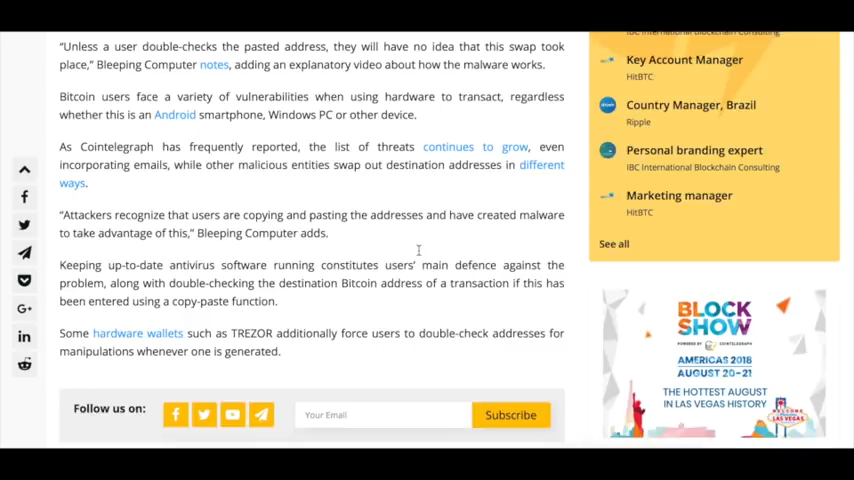 “Unless a user double-checks the pasted address, they will have no idea that this swap took
place,” Bleeping Computer notes, adding an explanatory video about how the malware works.
Bitcoin users face a variety of vulnerabilities when using hardware to transact, regardless
whether this is an Android smartphone, Windows PC or other device.
As Cointelegraph has frequently reported, the list of threats continues to grow, even
incorporating emails, while other malicious entities swap out destination addresses in different
ways.
“Attackers recognize that users are copying and pasting the addresses and have created malware
to take advantage of this,” Bleeping Computer adds.
Keeping up-to-date antivirus software running constitutes users’ main defence against the
problem, along with double-checking the destination Bitcoin address of a transaction if this has
been entered using a copy-paste function.
Some hardware wallets such as TREZOR additionally force users to double-check addresses for
manipulations whenever one is generated.
Follow us on:
Your Email
Subscribe
IBC International Blockchain Consulting
Key Account Manager
HitBTC
Country Manager, Brazil
Ripple
Personal branding expert
IBC International Blockchain Consulting
Marketing manager
HitBTC
See all
BLOCK
SHOW
POWERED BY COINTELEGRAPH
AMERICAS 2018
AUGUST 20-21
THE HOTTEST AUGUST
IN LAS VEGAS HISTORY